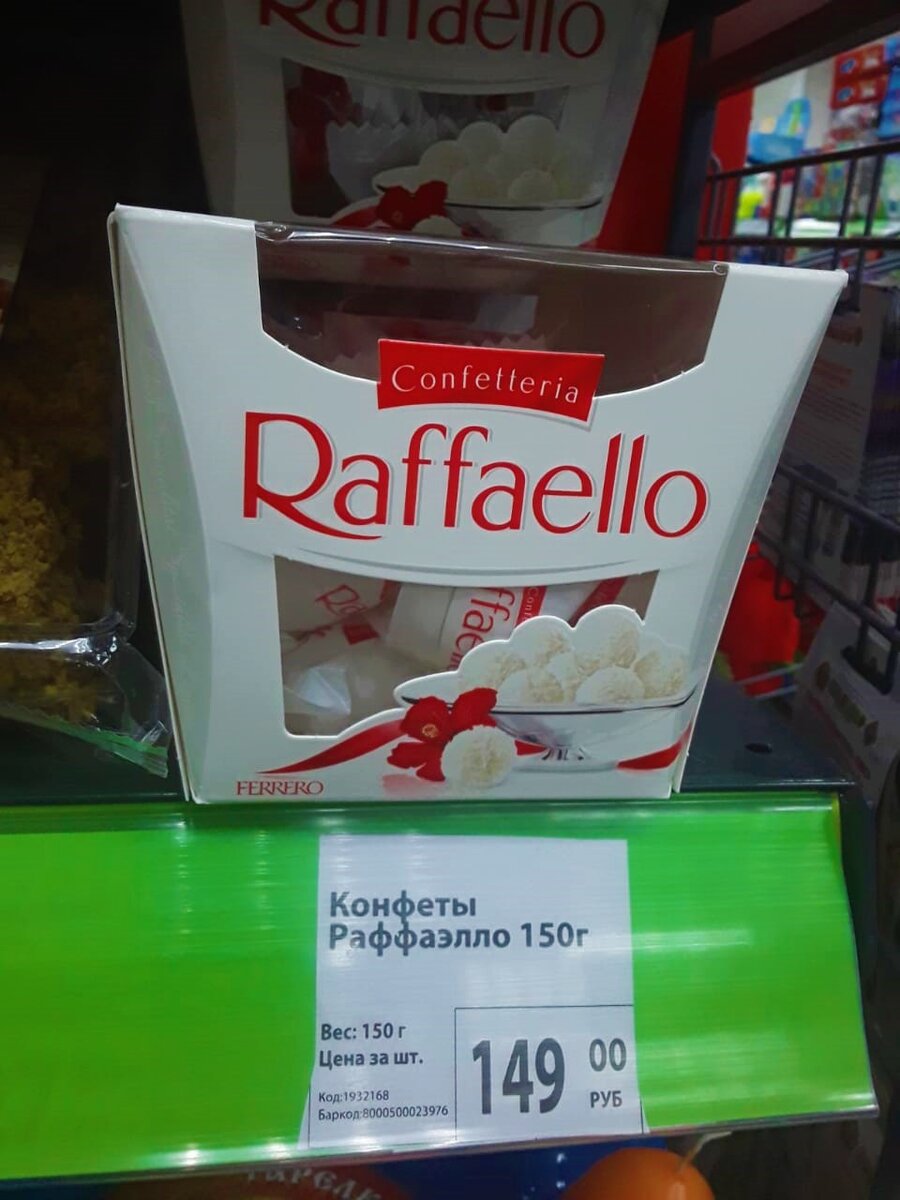 Raffaello
Confetteria
Raffaello
FERRERO
Конфеты
Раффаэлло 150г
Вес: 150 г
Цена за шт.
149 00
РУБ
Код:1932168
Баркод:8000500023976